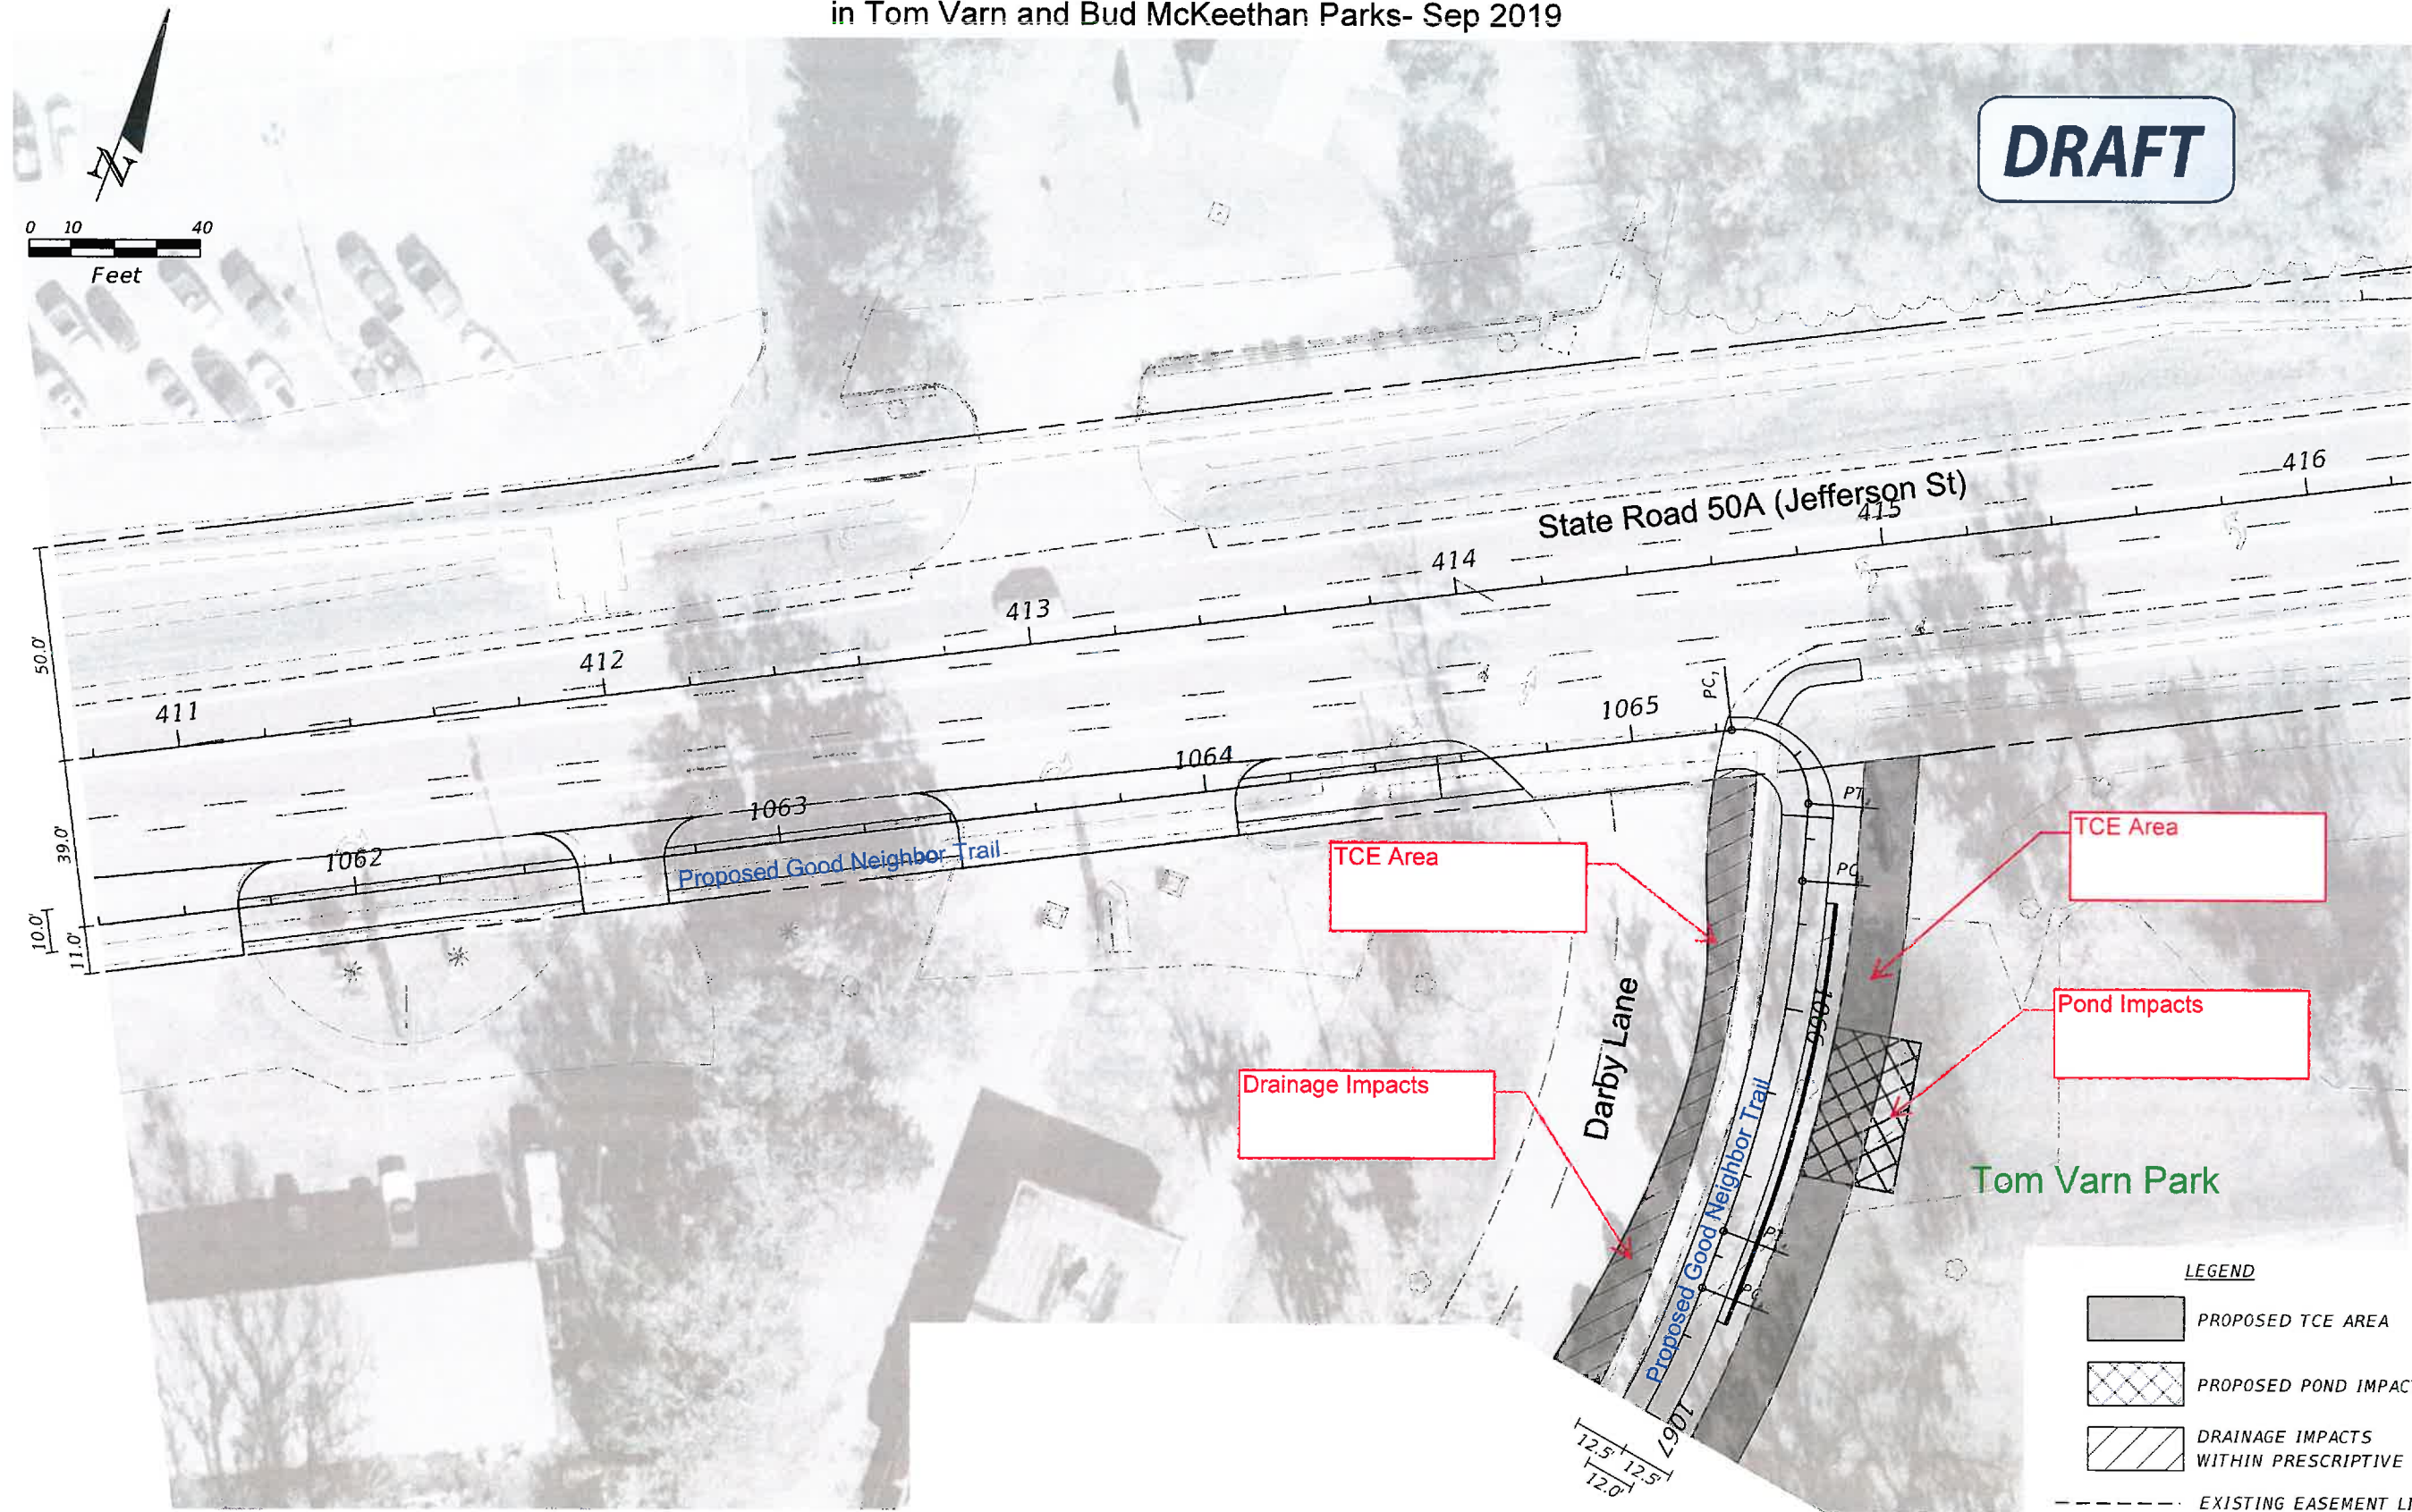 in Tom Varn and Bud McKeethan Parks- Sep 2019
DRAFT
N
0 10 40
Feet
416
State Road 50A (Jefferson St)
415
414
413
412
411
50.0'
39.0'
10.0'
11.0'
1065
PC
1064
1063
1062
Proposed Good Neighbor Trail
PT
PC
TCE Area
TCE Area
1066
Pond Impacts
Drainage Impacts
Darby Lane
Proposed Good Neighbor Trail
Tom Varn Park
PT
PC
1067
12.5' 12.5'
12.0'
LEGEND
PROPOSED TCE AREA
PROPOSED POND IMPAC
DRAINAGE IMPACTS
WITHIN PRESCRIPTIVE
EXISTING EASEMENT LI